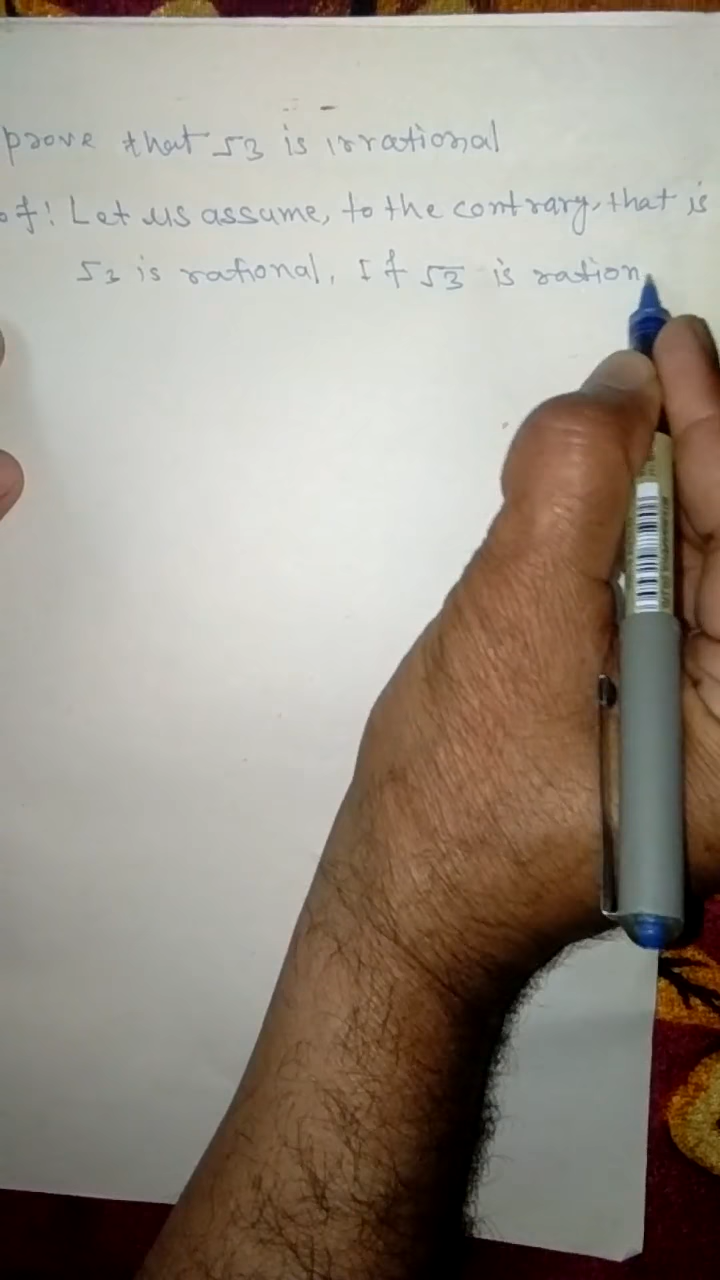 prove that √3 is irrational
of: Let us assume, to the contrary, that is
√3 is rational. If √3 is ration